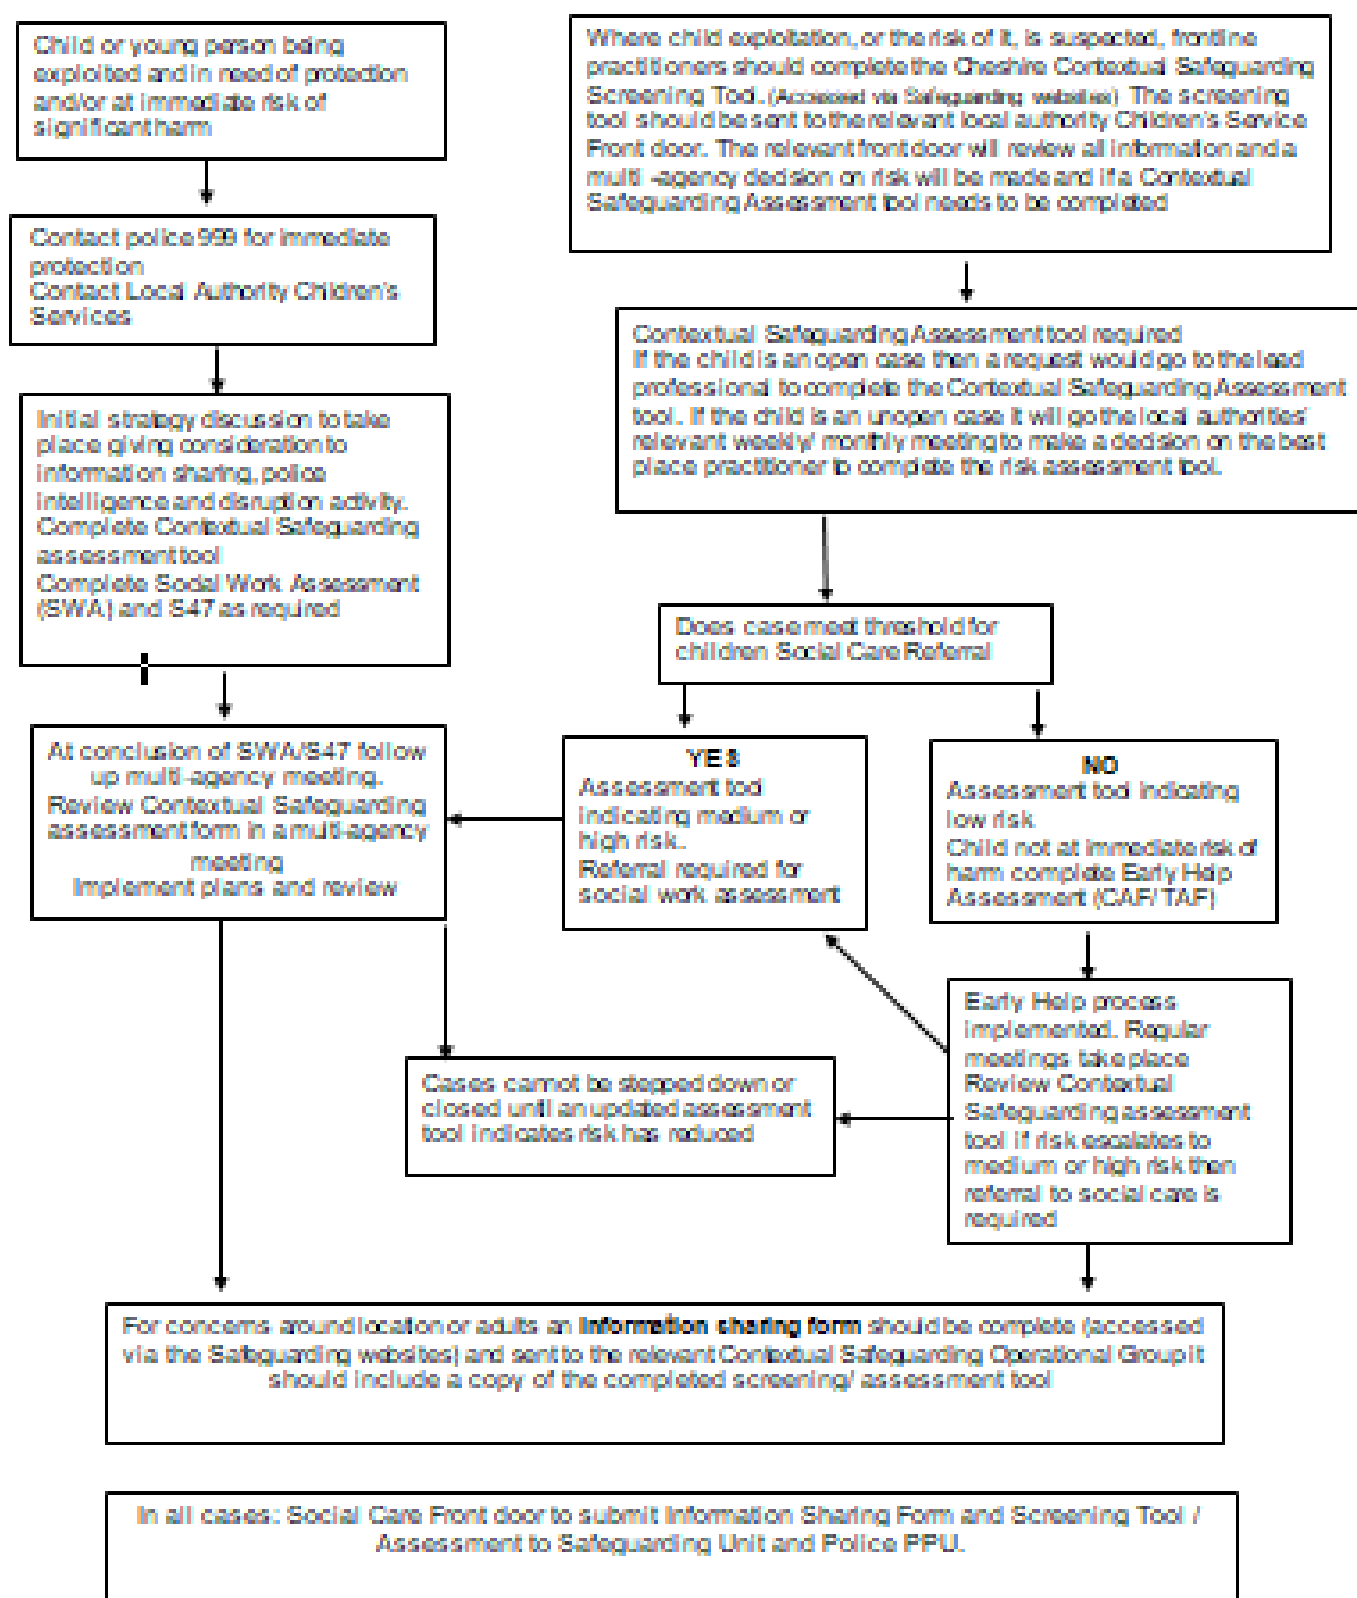 Child or young person being
exploited and in need of protection
and/or at immediate risk of
significant harm
Contact police 999 for immediate
protection
Contact Local Authority Children's
Services
Initial strategy discussion to take
place giving consideration to
information sharing, police
intelligence and disruption activity.
Complete Contextual Safeguarding
assessment tool
Complete Social Work Assessment
(SWA) and S47 as required
At conclusion of SWA/S47 follow
up multi-agency meeting.
Review Contextual Safeguarding
assessment form in a multi-agency
meeting
Implement plans and review
Where child exploitation, or the risk of it, is suspected, frontline
practitioners should complete the Cheshire Contextual Safeguarding
Screening Tool. (Accessed via Safeguarding websites) The screening
tool should be sent to the relevant local authority Children's Service
Front door. The relevant front door will review all information and a
multi -agency decision on risk will be made and if a Contextual
Safeguarding Assessment tool needs to be completed
Contextual Safeguarding Assessment tool required
If the child is an open case then a request would go to the lead
professional to complete the Contextual Safeguarding Assessment
tool. If the child is an unopen case it will go the local authorities'
relevant weekly/ monthly meeting to make a decision on the best
place practitioner to complete the risk assessment tool.
Does case meet threshold for
children Social Care Referral
YES
Assessment tool
indicating medium or
high risk.
Referral required for
social work assessment
NO
Assessment tool indicating
low risk
Child not at immediate risk of
harm complete Early Help
Assessment (CAF/TAF)
Early Help process
implemented. Regular
meetings take place
Review Contextual
Safeguarding assessment
tool if risk escalates to
medium or high risk then
referral to social care is
required
Cases cannot be stepped down or
closed until an updated assessment
tool indicates risk has reduced
For concerns around location or adults an Information sharing form should be complete (accessed
via the Safeguarding websites) and sent to the relevant Contextual Safeguarding Operational Group it
should include a copy of the completed screening/ assessment tool
In all cases: Social Care Front door to submit Information Sharing Form and Screening Tool /
Assessment to Safeguarding Unit and Police PPU.